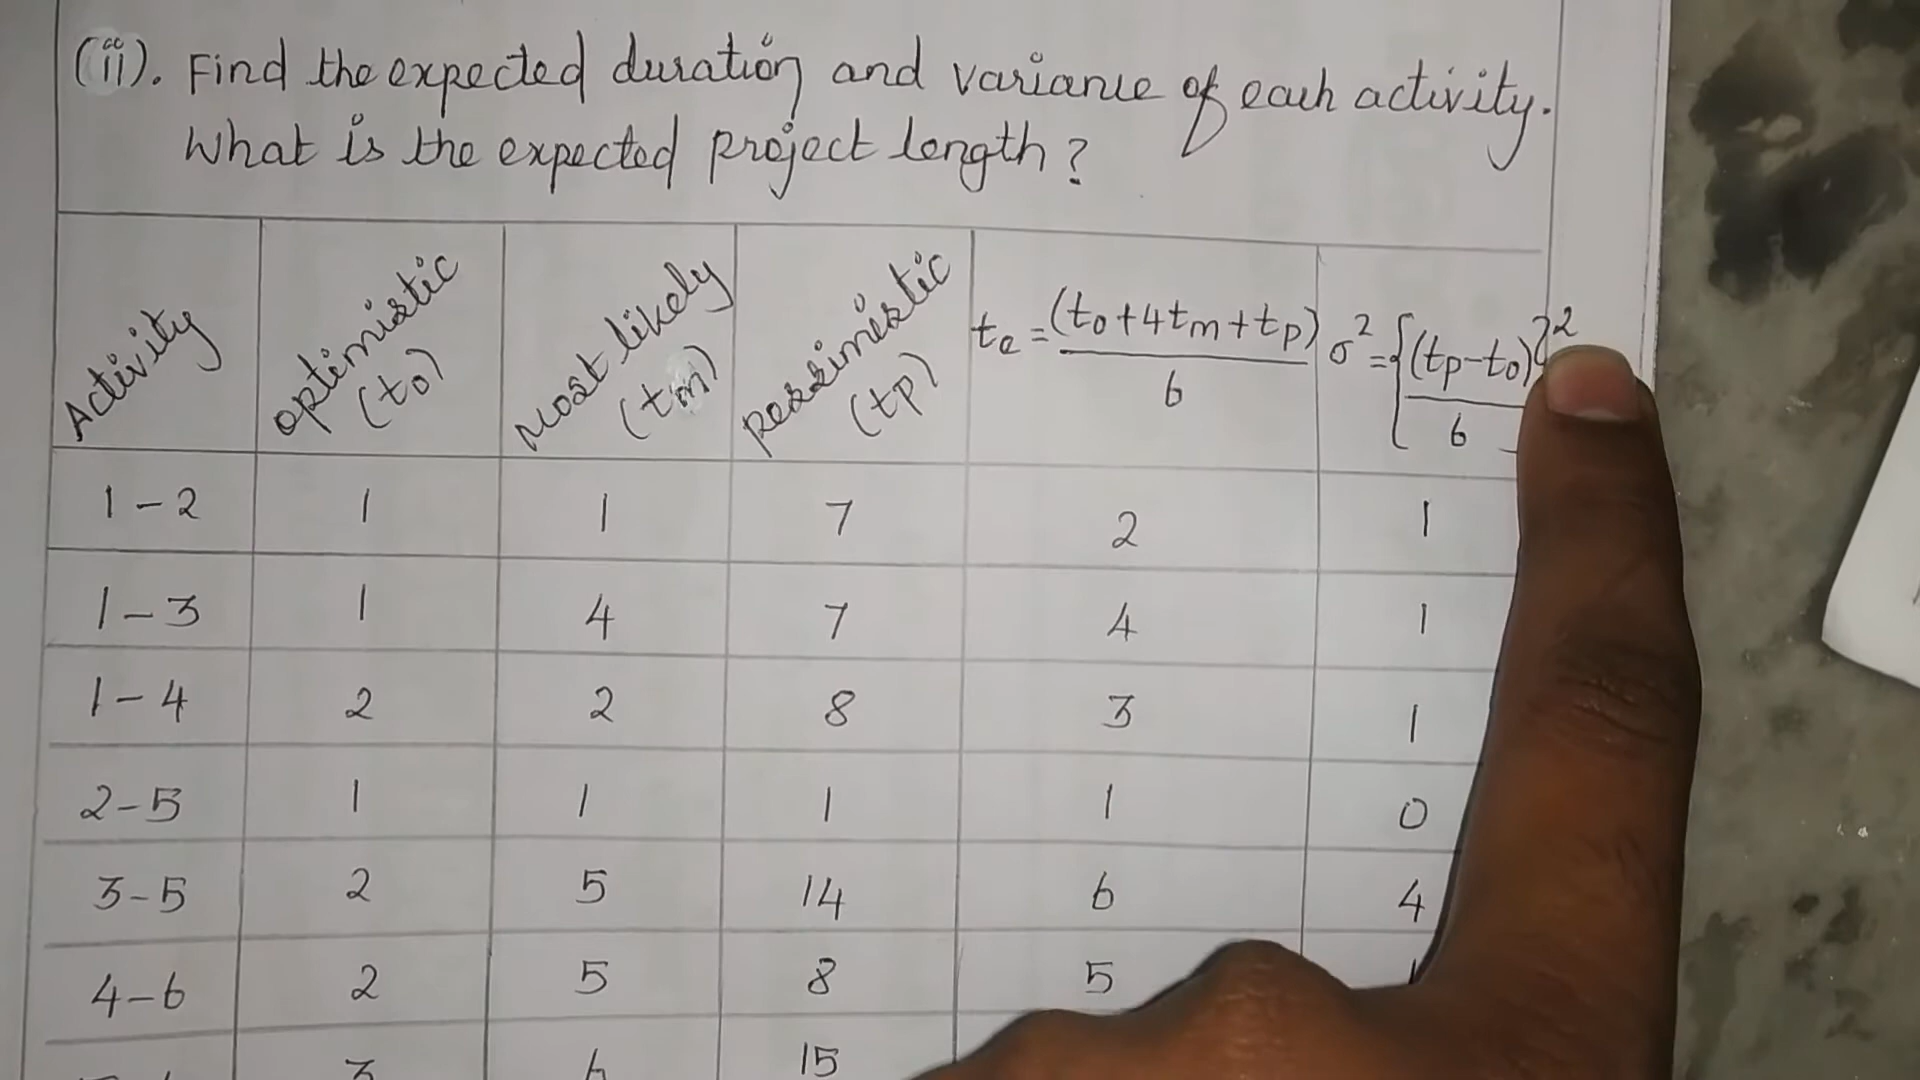 (ii). Find the expected duration and variance of each activity.
What is the expected project length?
Activity optimistic (to) Most likely (tm) pessimistic (tp) te = (to+4tm+tp) / 6 σ² = {(tp-to) / 6}²
1-2 1 1 7 2 1
1-3 1 4 7 4 1
1-4 2 2 8 3 1
2-5 1 1 1 1 0
3-5 2 5 14 6 4
4-6 2 5 8 5
3 6 15